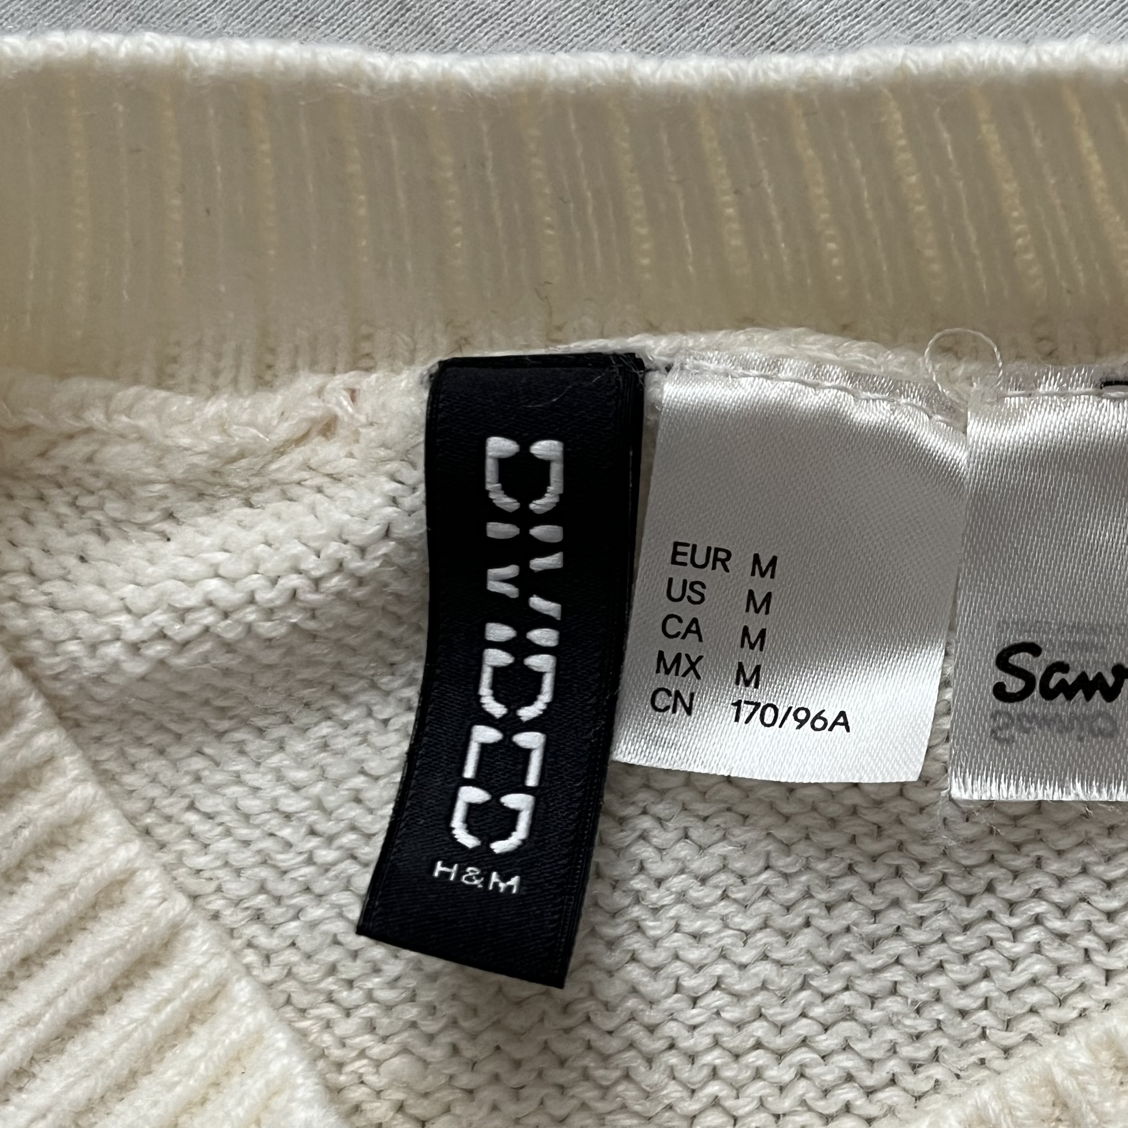 DIVIDED
H&M
EUR M
US M
CA M
MX M
CN 170/96A